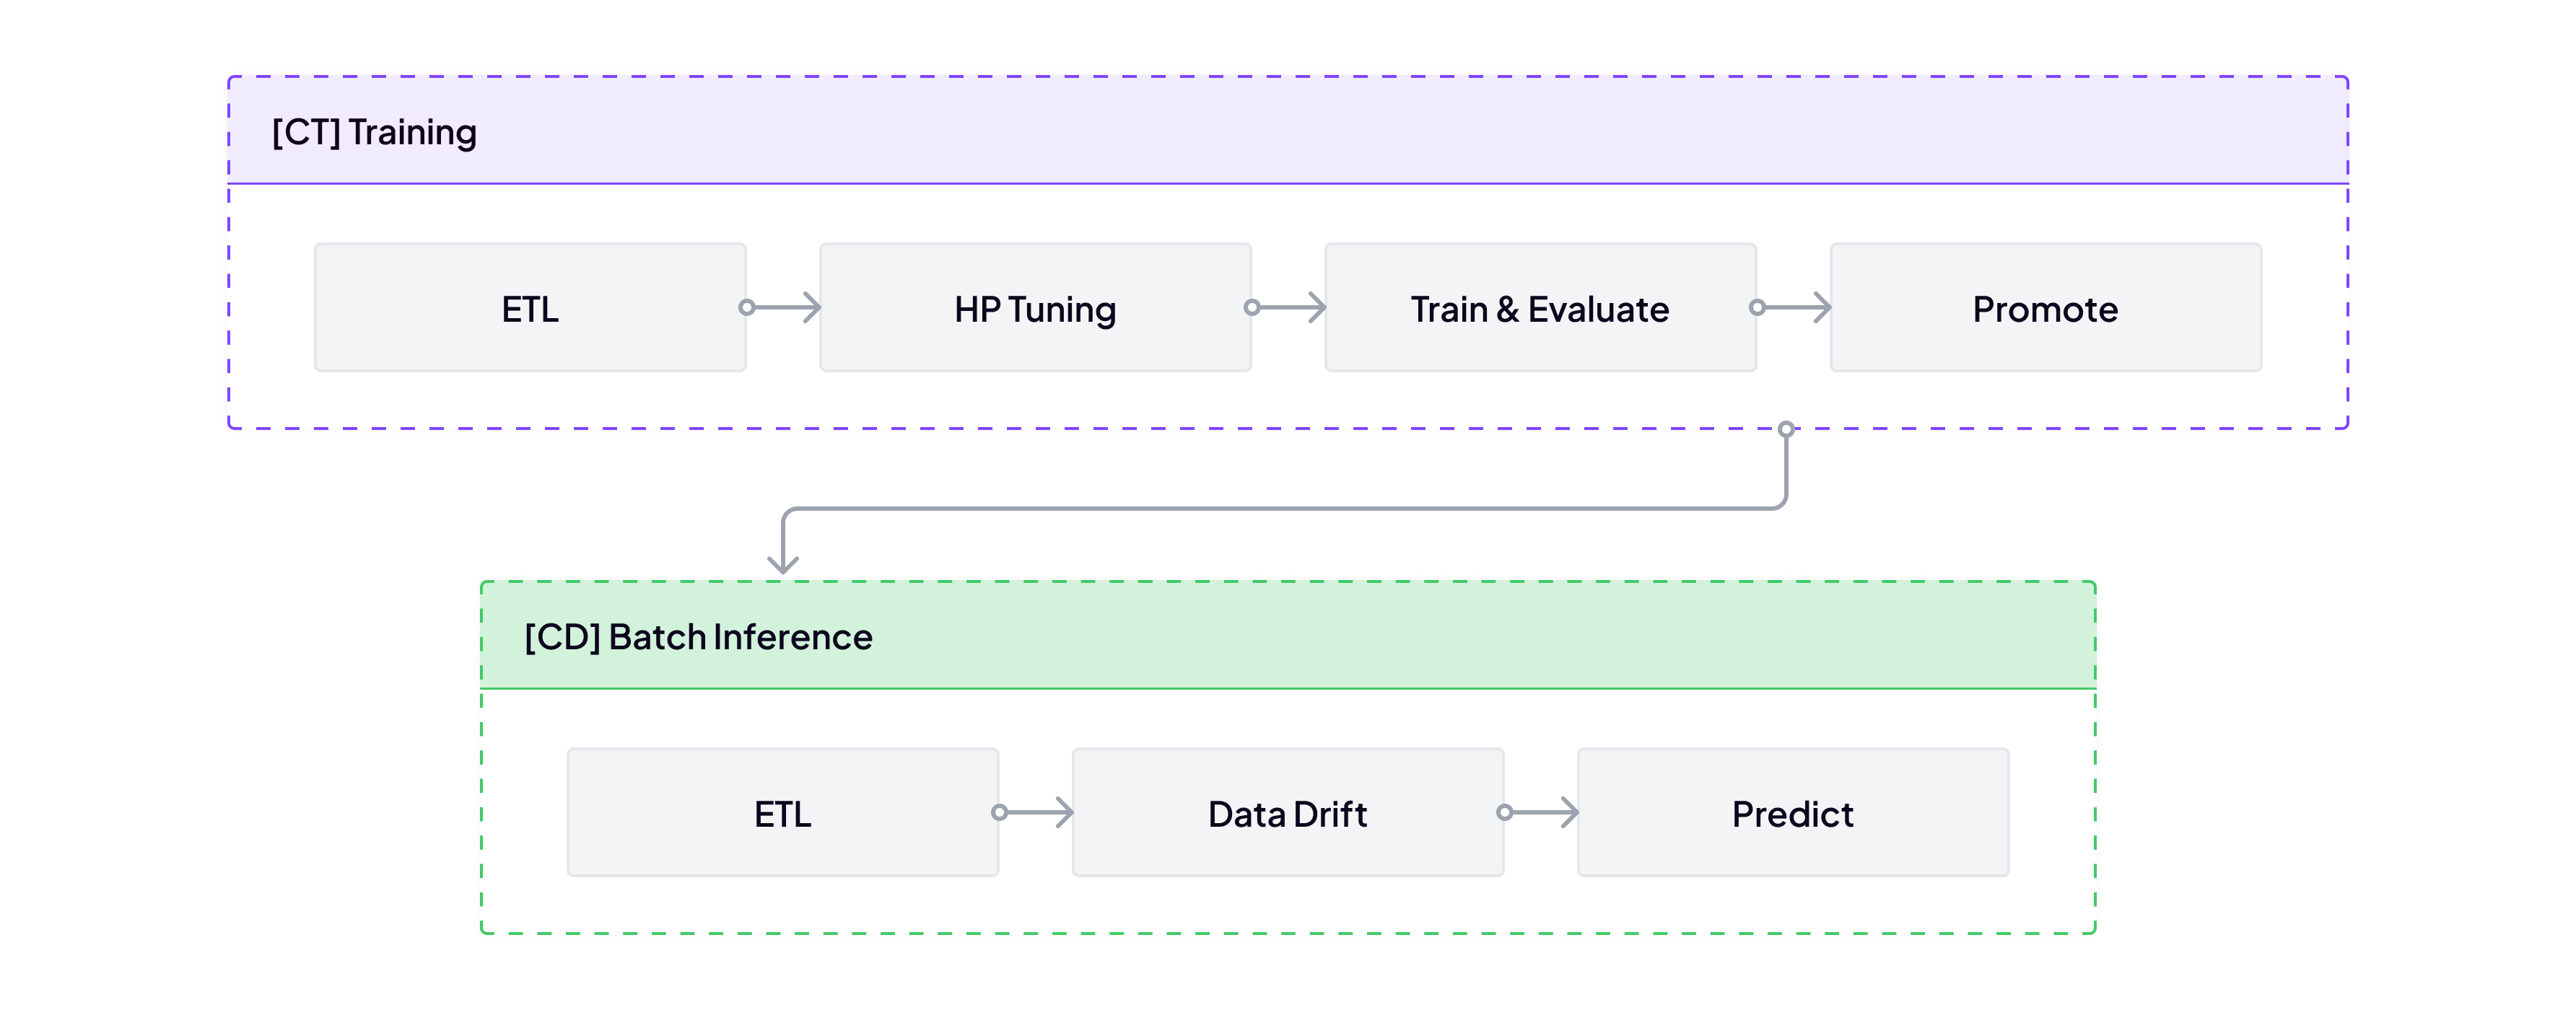 [CT] Training
ETL
HP Tuning
Train & Evaluate
Promote
[CD] Batch Inference
ETL
Data Drift
Predict